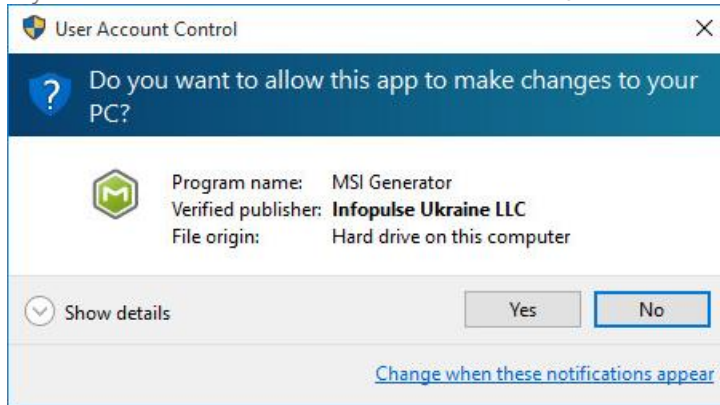 User Account Control
Do you want to allow this app to make changes to your
PC?
Program name: MSI Generator
Verified publisher: Infopulse Ukraine LLC
File origin: Hard drive on this computer
Show details
Yes
No
Change when these notifications appear